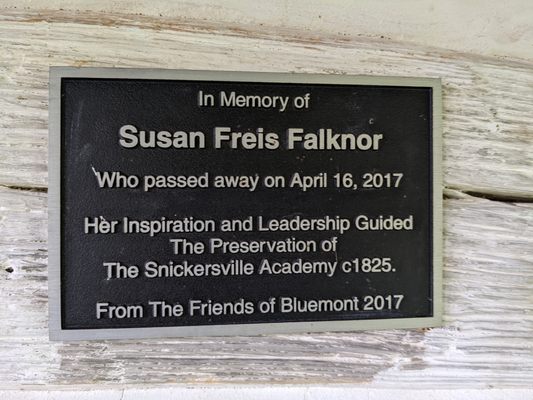 In Memory of
Susan Freis Falknor
Who passed away on April 16, 2017
Her Inspiration and Leadership Guided
The Preservation of
The Snickersville Academy c1825.
From The Friends of Bluemont 2017